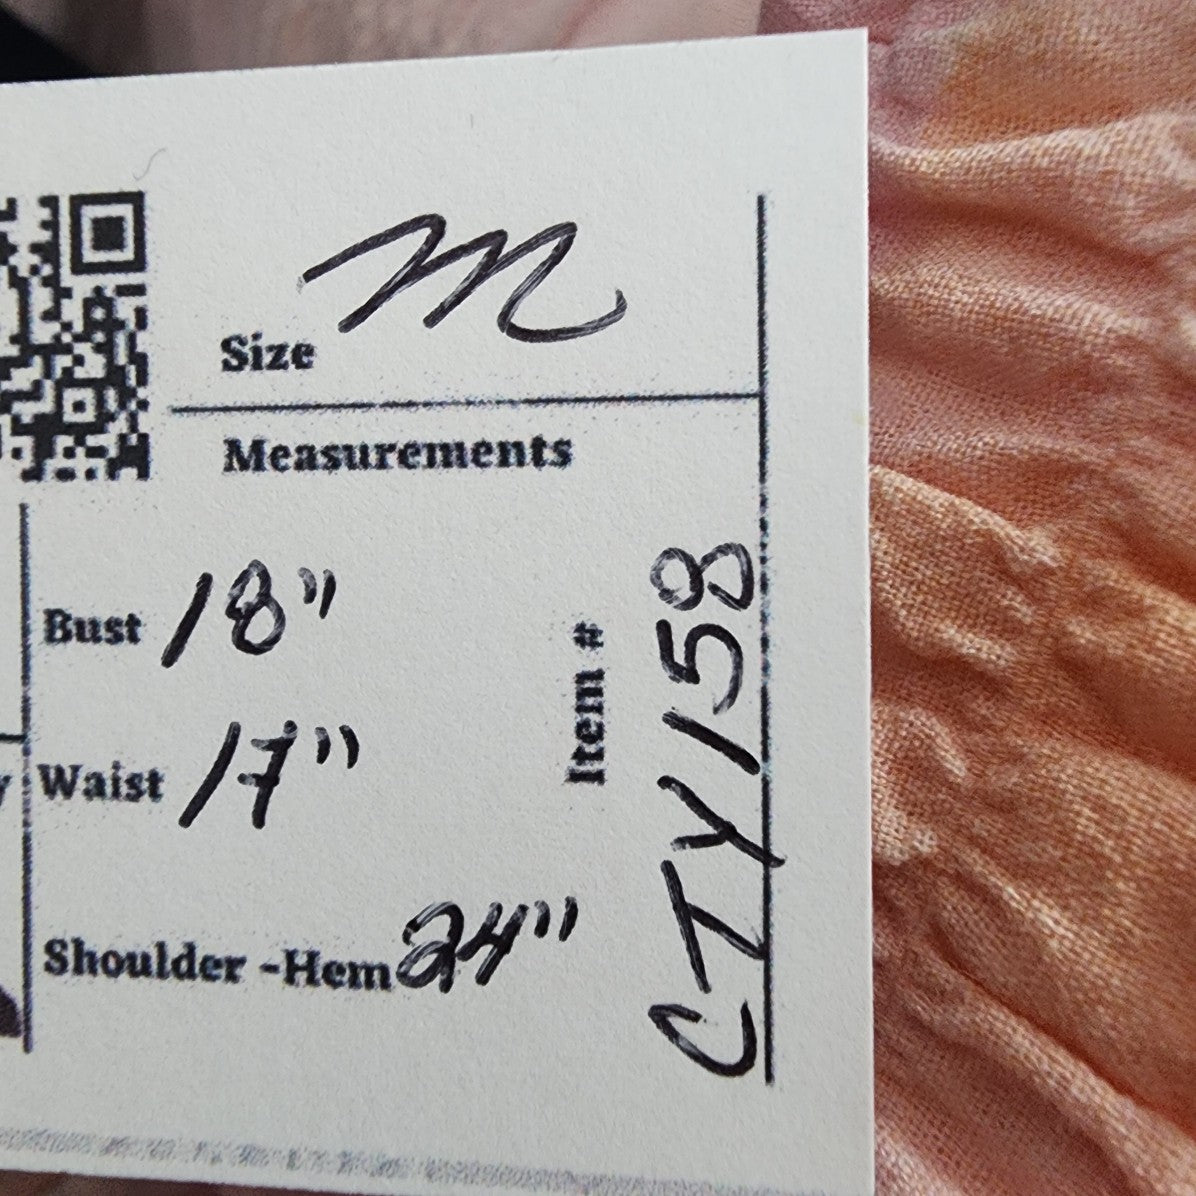 Size m
Measurements
Bust 18"
Waist 17"
Shoulder -Hem 24"
Item #
CTY158